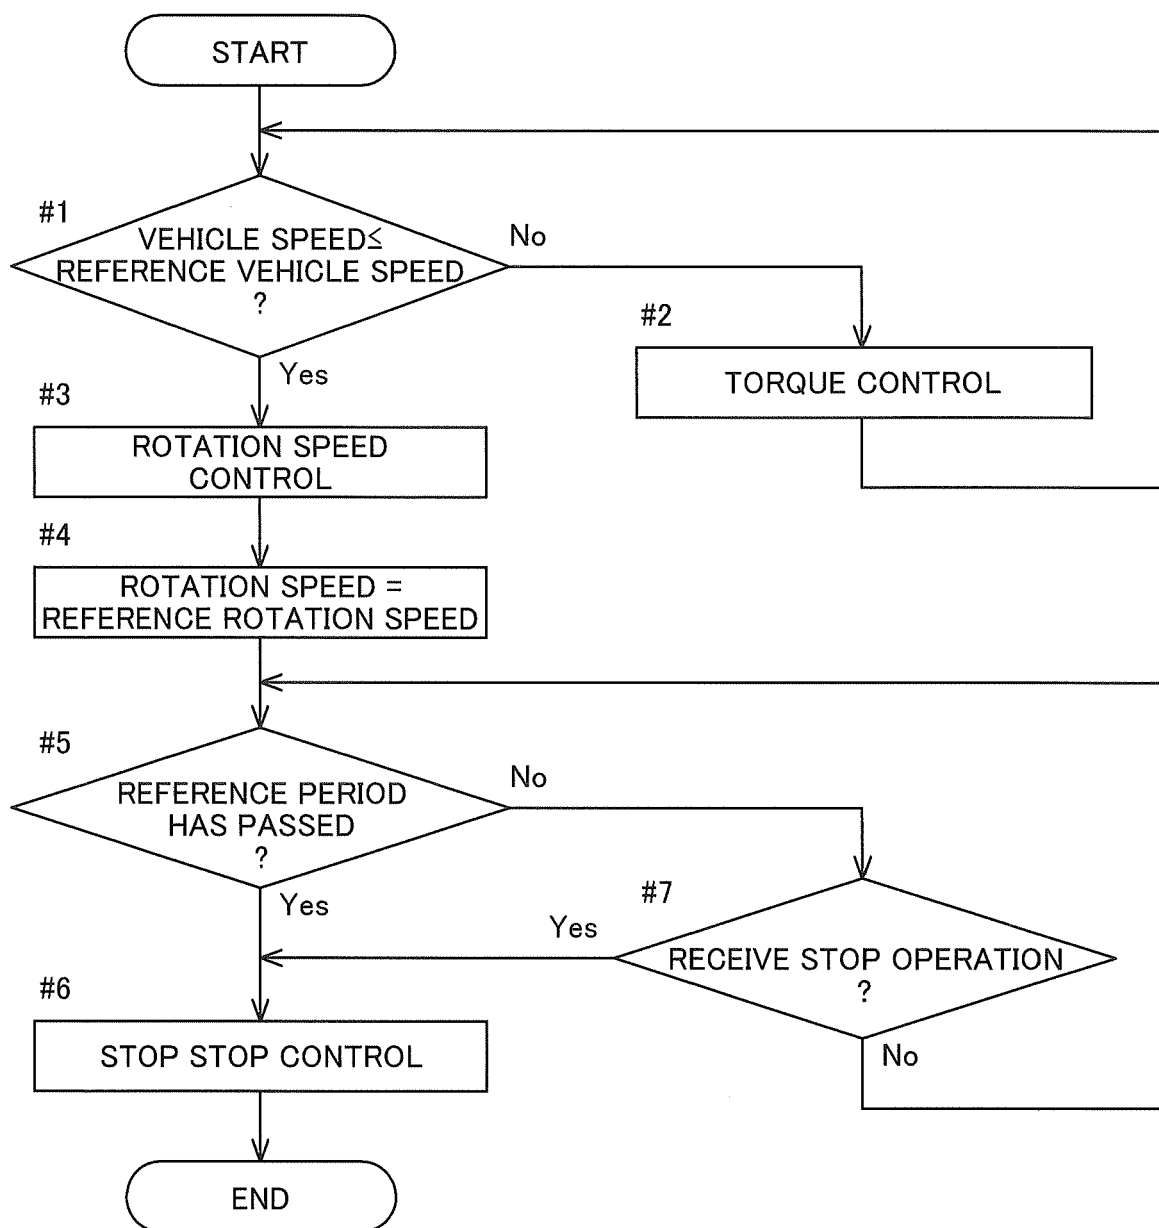 START
#1
VEHICLE SPEED≤
REFERENCE VEHICLE SPEED
?
No
Yes
#2
TORQUE CONTROL
#3
ROTATION SPEED
CONTROL
#4
ROTATION SPEED =
REFERENCE ROTATION SPEED
#5
REFERENCE PERIOD
HAS PASSED
?
No
Yes
#7
RECEIVE STOP OPERATION
?
Yes
No
#6
STOP STOP CONTROL
END